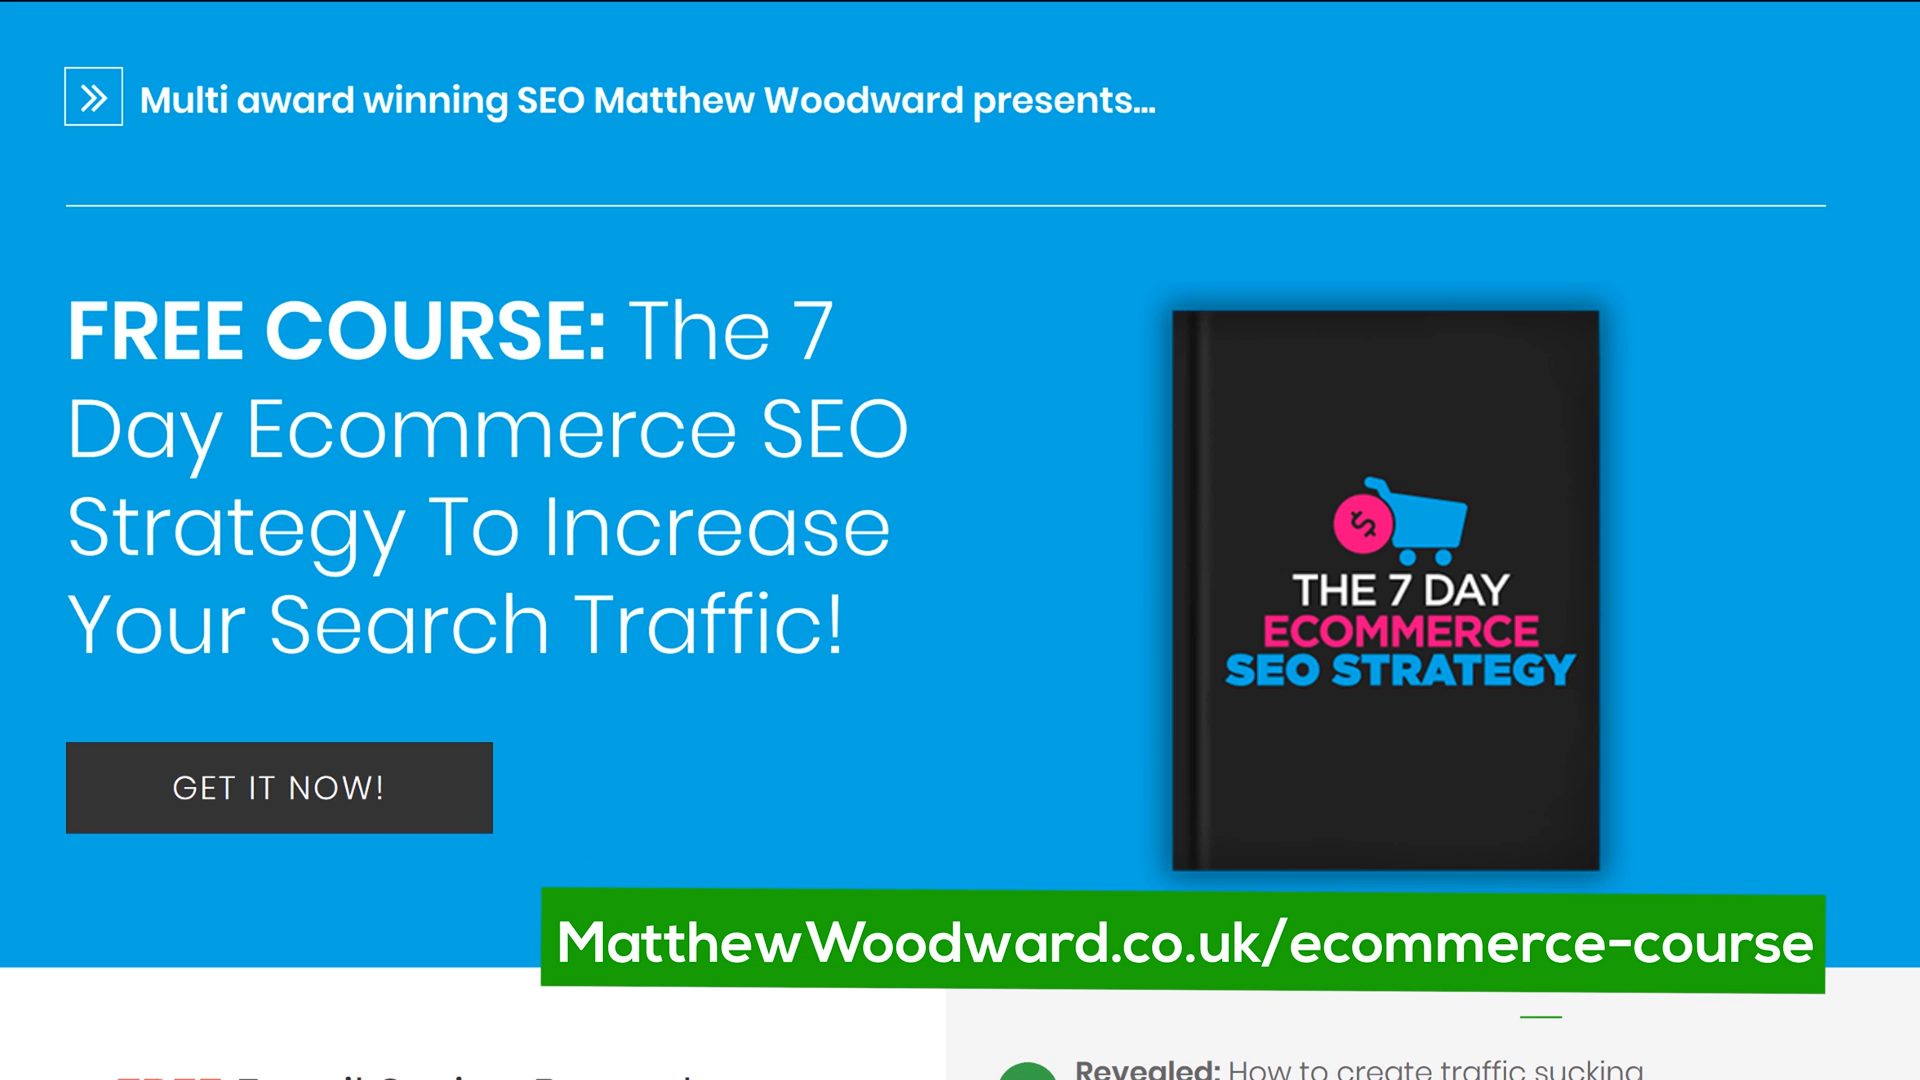 Multi award winning SEO Matthew Woodward presents...
FREE COURSE: The 7
Day Ecommerce SEO
Strategy To Increase
Your Search Traffic!
GET IT NOW!
$
THE 7 DAY
ECOMMERCE
SEO STRATEGY
MatthewWoodward.co.uk/ecommerce-course
Revealed: How to create traffic sucking